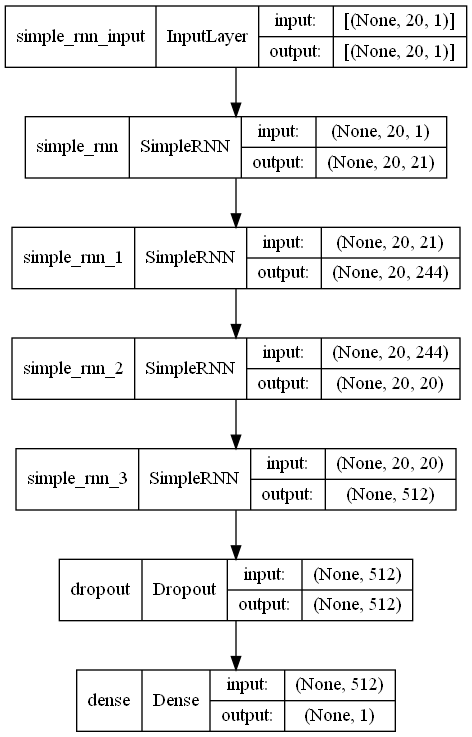 simple_rnn_input InputLayer input: [(None, 20, 1)]
output: [(None, 20, 1)]
simple_rnn SimpleRNN input: (None, 20, 1)
output: (None, 20, 21)
simple_rnn_1 SimpleRNN input: (None, 20, 21)
output: (None, 20, 244)
simple_rnn_2 SimpleRNN input: (None, 20, 244)
output: (None, 20, 20)
simple_rnn_3 SimpleRNN input: (None, 20, 20)
output: (None, 512)
dropout Dropout input: (None, 512)
output: (None, 512)
dense Dense input: (None, 512)
output: (None, 1)